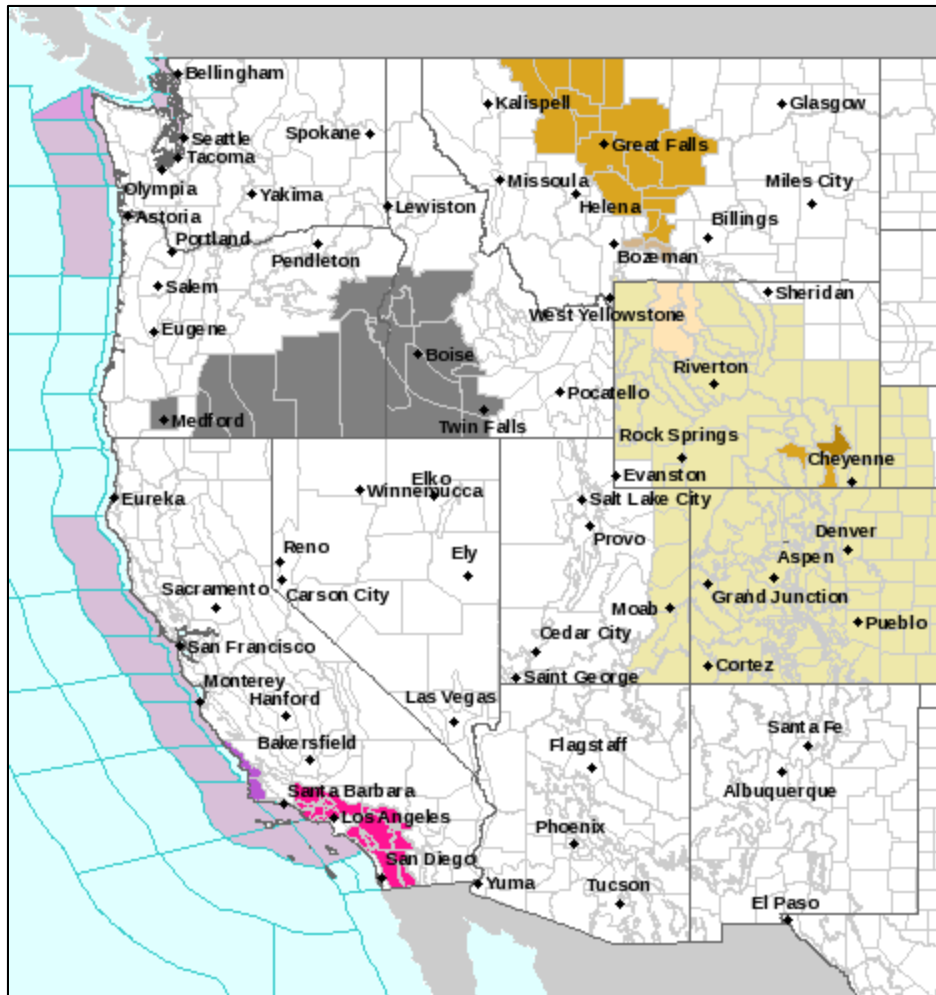 Bellingham
Kalispell
Glasgow
Seattle
Spokane
Great Falls
Tacoma
Olympia
Yakima
Missoula
Miles City
Lewiston
Helena
Astoria
Billings
Portland
Pendleton
Bozeman
Salem
Sheridan
West Yellowstone
Eugene
Boise
Riverton
Pocatello
Medford
Twin Falls
Rock Springs
Cheyenne
Evanston
Elko
Winnemucca
Eureka
Salt Lake City
Denver
Provo
Reno
Ely
Aspen
Carson City
Grand Junction
Sacramento
Moab
Pueblo
Cedar City
San Francisco
Cortez
Saint George
Monterey
Hanford
Las Vegas
Santa Fe
Bakersfield
Flagstaff
Albuquerque
Santa Barbara
Los Angeles
Phoenix
San Diego
Yuma
Tucson
El Paso